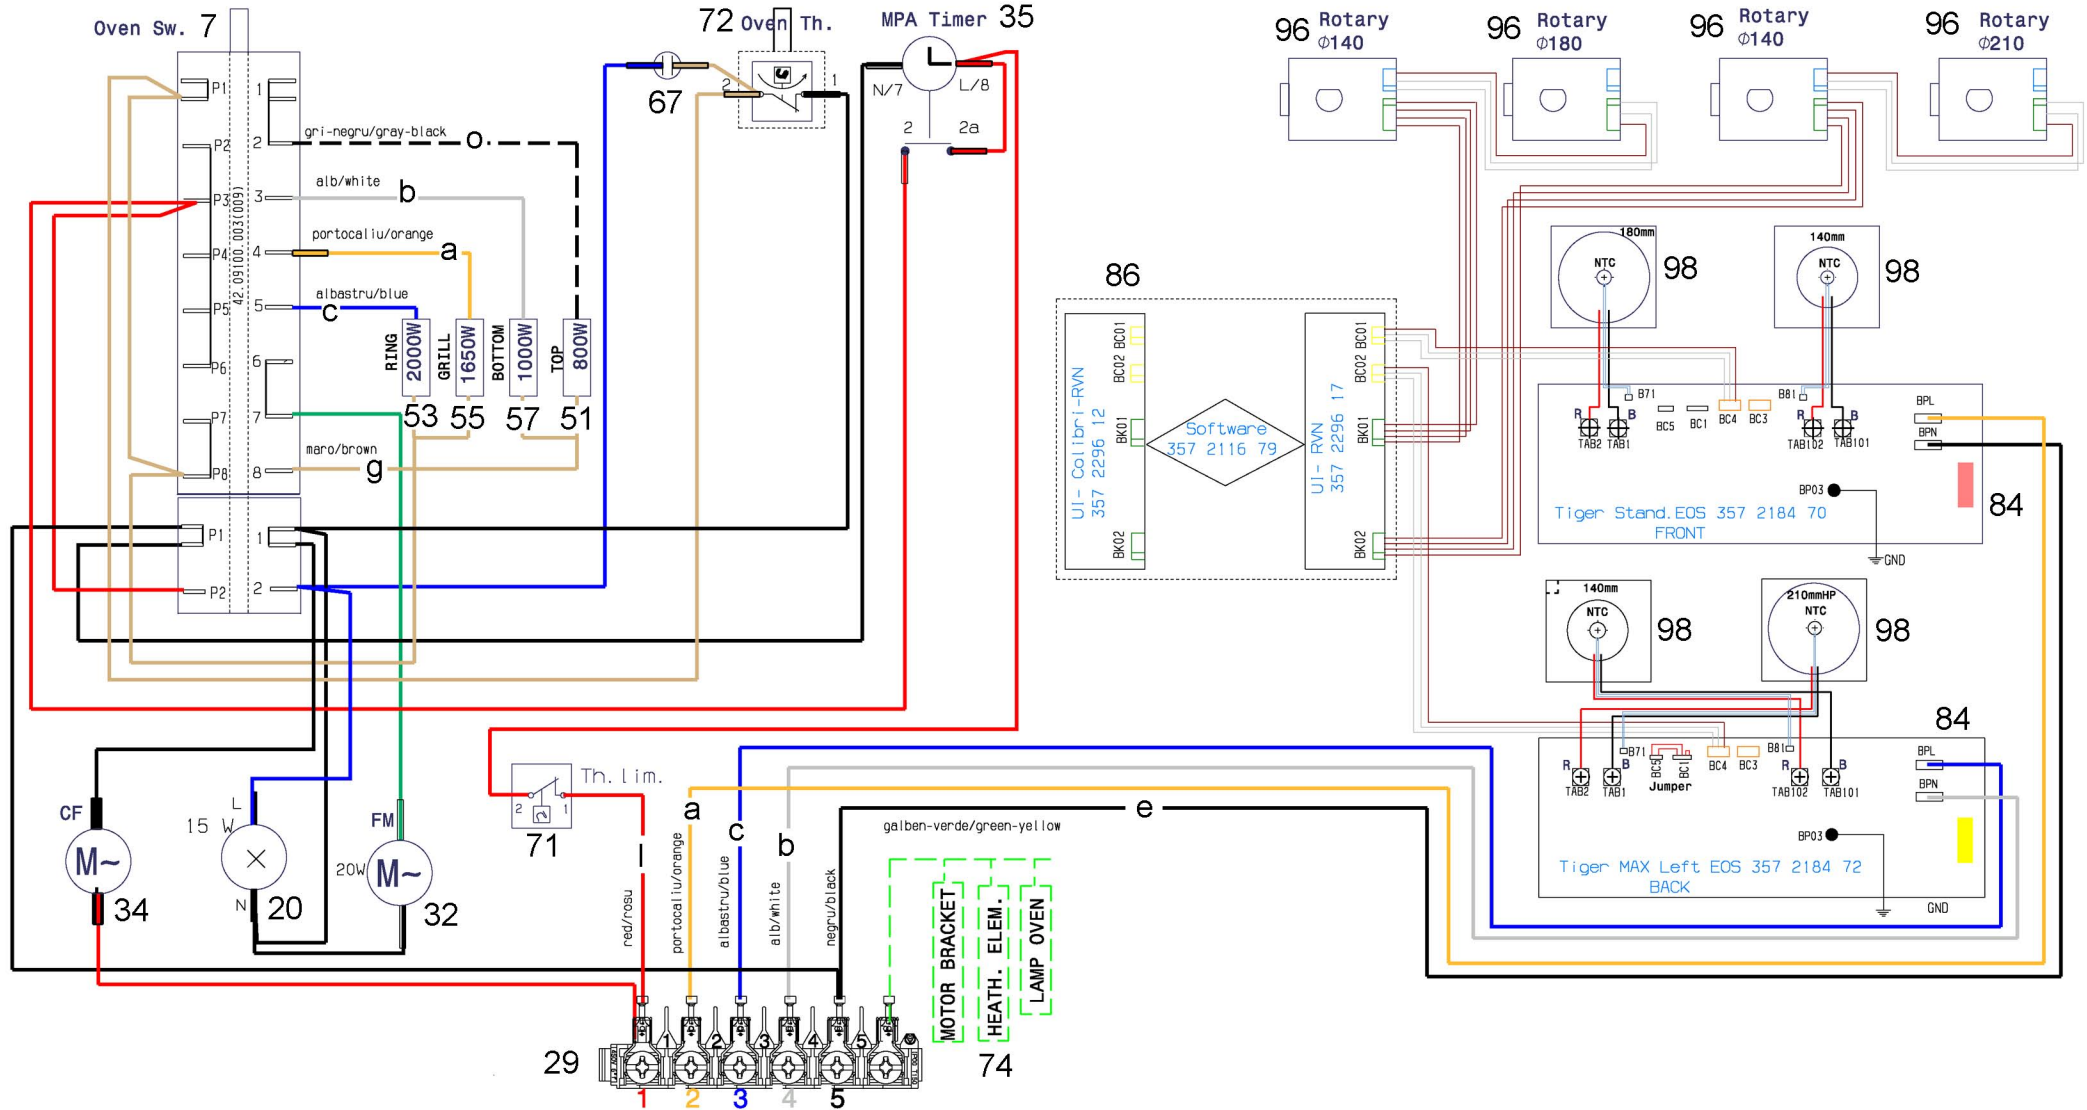 Oven Sw. 7
72 Oven Th.
MPA Timer 35
96 Rotary
Φ140
96 Rotary
Φ180
96 Rotary
Φ140
96 Rotary
Φ210
P1
P2
P3
P4
P5
P6
P7
P8
42.09100.003(009)
1
2
3
4
5
6
7
8
P1
P2
1
2
gri-negru/gray-black
o
alb/white
b
portocaliu/orange
a
albastru/blue
c
maro/brown
g
RING
2000W
GRILL
1650W
BOTTOM
1000W
TOP
800W
53
55
57
51
67
2
1
N/7
L/8
2
2a
86
UI- Colibri-RVN
357 2296 12
BC01
BC02
BK01
BK02
Software
357 2116 79
UI- RVN
357 2296 17
BC01
BC02
BK01
BK02
180mm
NTC
98
140mm
NTC
98
B71
R
B
TAB2
TAB1
BC5
BC1
BC4
BC3
B81
R
B
TAB102
TAB101
BPL
BPN
BP03
84
Tiger Stand.EOS 357 2184 70
FRONT
GND
140mm
NTC
98
210mmHP
NTC
98
84
B71
R
B
TAB2
TAB1
BC5
BC1
Jumper
BC4
BC3
B81
R
B
TAB102
TAB101
BPL
BPN
BP03
Tiger MAX Left EOS 357 2184 72
BACK
GND
CF
M~
34
L
15 W
N
20
FM
20W
M~
32
Th.lim.
2
1
71
l
red/rosu
a
portocaliu/orange
c
albastru/blue
b
alb/white
negru/black
e
galben-verde/green-yellow
MOTOR BRACKET
HEATH. ELEM.
LAMP OVEN
74
29
1
2
3
4
5
1
2
3
4
5